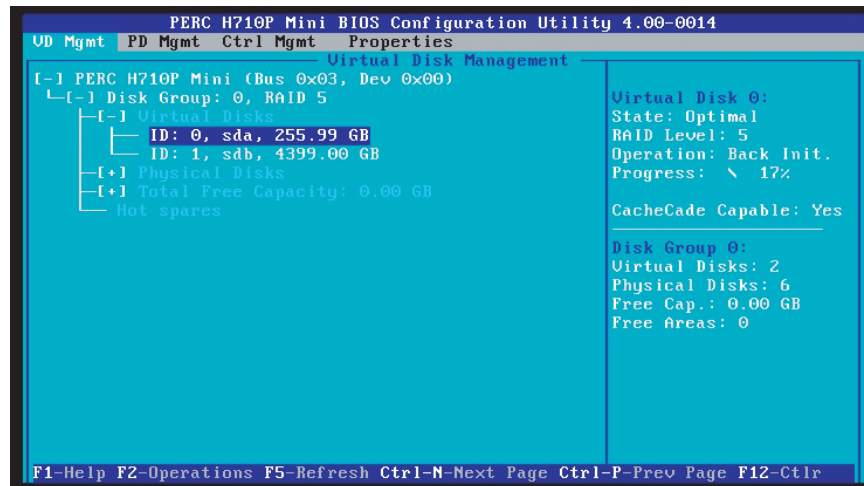 PERC H710P Mini BIOS Configuration Utility 4.00-0014
VD Mgmt PD Mgmt Ctrl Mgmt Properties
Virtual Disk Management
[-] PERC H710P Mini (Bus 0x03, Dev 0x00)
[-] Disk Group: 0, RAID 5
[-] Virtual Disks
ID: 0, sda, 255.99 GB
ID: 1, sdb, 4399.00 GB
[+] Physical Disks
[+] Total Free Capacity: 0.00 GB
Hot spares
Virtual Disk 0:
State: Optimal
RAID Level: 5
Operation: Back Init.
Progress: \ 17%
CacheCade Capable: Yes
Disk Group 0:
Virtual Disks: 2
Physical Disks: 6
Free Cap.: 0.00 GB
Free Areas: 0
F1-Help F2-Operations F5-Refresh Ctrl-N-Next Page Ctrl-P-Prev Page F12-Ctlr